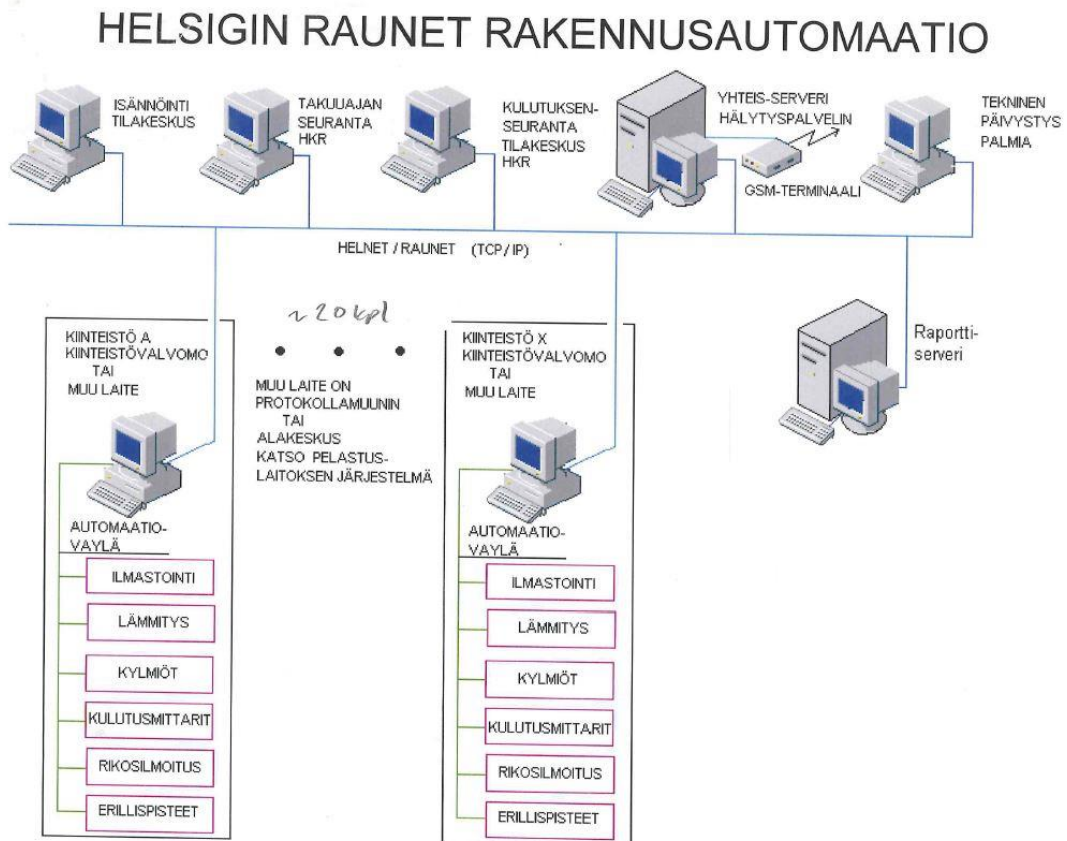 HELSIGIN RAUNET RAKENNUSAUTOMAATIO
ISÄNNÖINTI
TILAKESKUS
TAKUUAJAN
SEURANTA
HKR
KULUTUKSEN-
SEURANTA
TILAKESKUS
HKR
YHTEIS-SERVERI
HÄLYTYSPALVELIN
GSM-TERMINAALI
TEKNINEN
PÄIVYSTYS
PALMIA
HELNET / RAUNET (TCP/IP)
KIINTEISTÖ A
KIINTEISTÖVALVOMO
TAI
MUU LAITE
~ 20 kpl
MUU LAITE ON
PROTOKOLLAMUUNIN
TAI
ALAKESKUS
KATSO PELASTUS-
LAITOKSEN JÄRJESTELMÄ
KIINTEISTÖ X
KIINTEISTÖVALVOMO
TAI
MUU LAITE
Raportti-
serveri
AUTOMAATIO-
VÄYLÄ
ILMASTOINTI
LÄMMITYS
KYLMIÖT
KULUTUSMITTARIT
RIKOSILMOITUS
ERILLISPISTEET
AUTOMAATIO-
VÄYLÄ
ILMASTOINTI
LÄMMITYS
KYLMIÖT
KULUTUSMITTARIT
RIKOSILMOITUS
ERILLISPISTEET